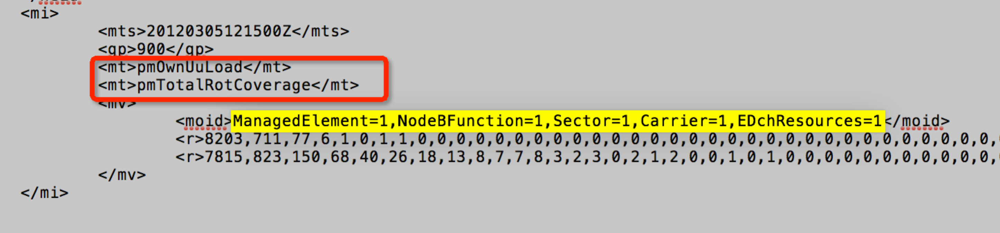 <mi>
<mts>20120305121500Z</mts>
<gp>900</gp>
<mt>pmOwnUuLoad</mt>
<mt>pmTotalRotCoverage</mt>
<mv>
<moid>ManagedElement=1,NodeBFunction=1,Sector=1,Carrier=1,EDchResources=1</moid>
<r>8203,711,77,6,1,0,1,1,0,0,0,0,0,0,0,0,0,0,0,0,0,0,0,0,0,0,0,0,0,0,0,0,0,0,0,0,0,0,
<r>7815,823,150,68,40,26,18,13,8,7,7,8,3,2,3,0,2,1,2,0,0,1,0,1,0,0,0,0,0,0,0,0,0,0,0,
</mv>
</mi>